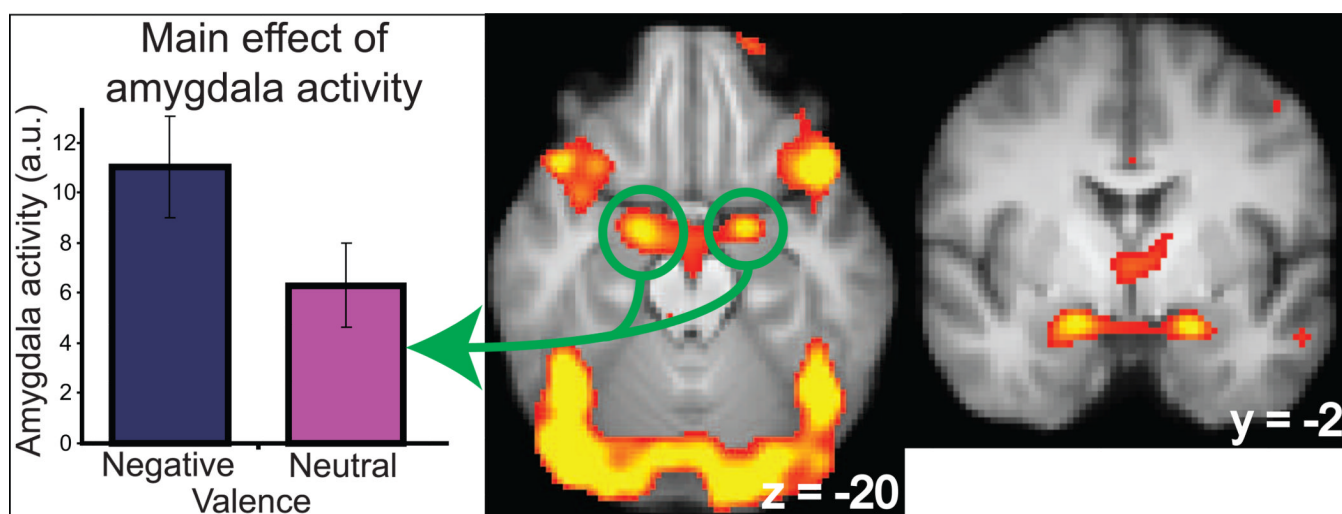 Main effect of
amygdala activity
Amygdala activity (a.u.)
12
10
8
6
4
2
0
Negative
Neutral
Valence
z = -20
y = -2